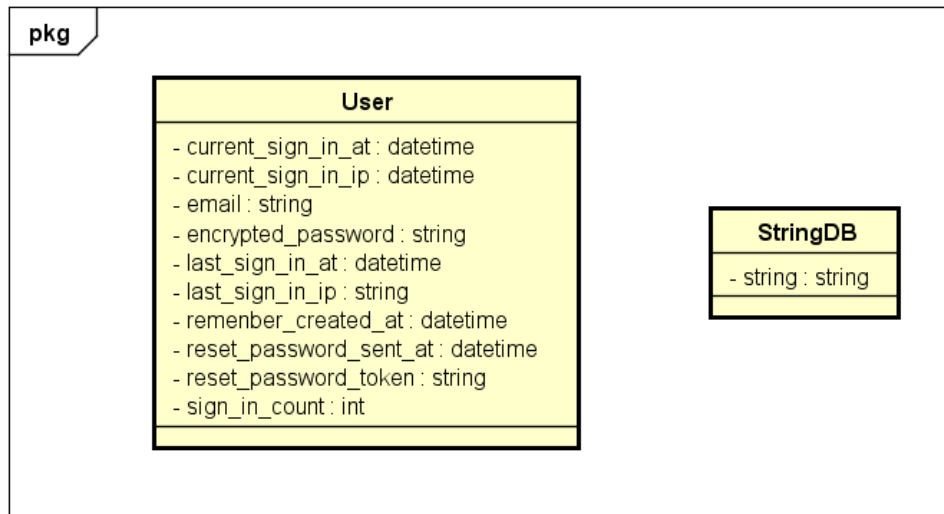 pkg
User
- current_sign_in_at : datetime
- current_sign_in_ip : datetime
- email : string
- encrypted_password : string
- last_sign_in_at : datetime
- last_sign_in_ip : string
- remenber_created_at : datetime
- reset_password_sent_at : datetime
- reset_password_token : string
- sign_in_count : int
StringDB
- string : string